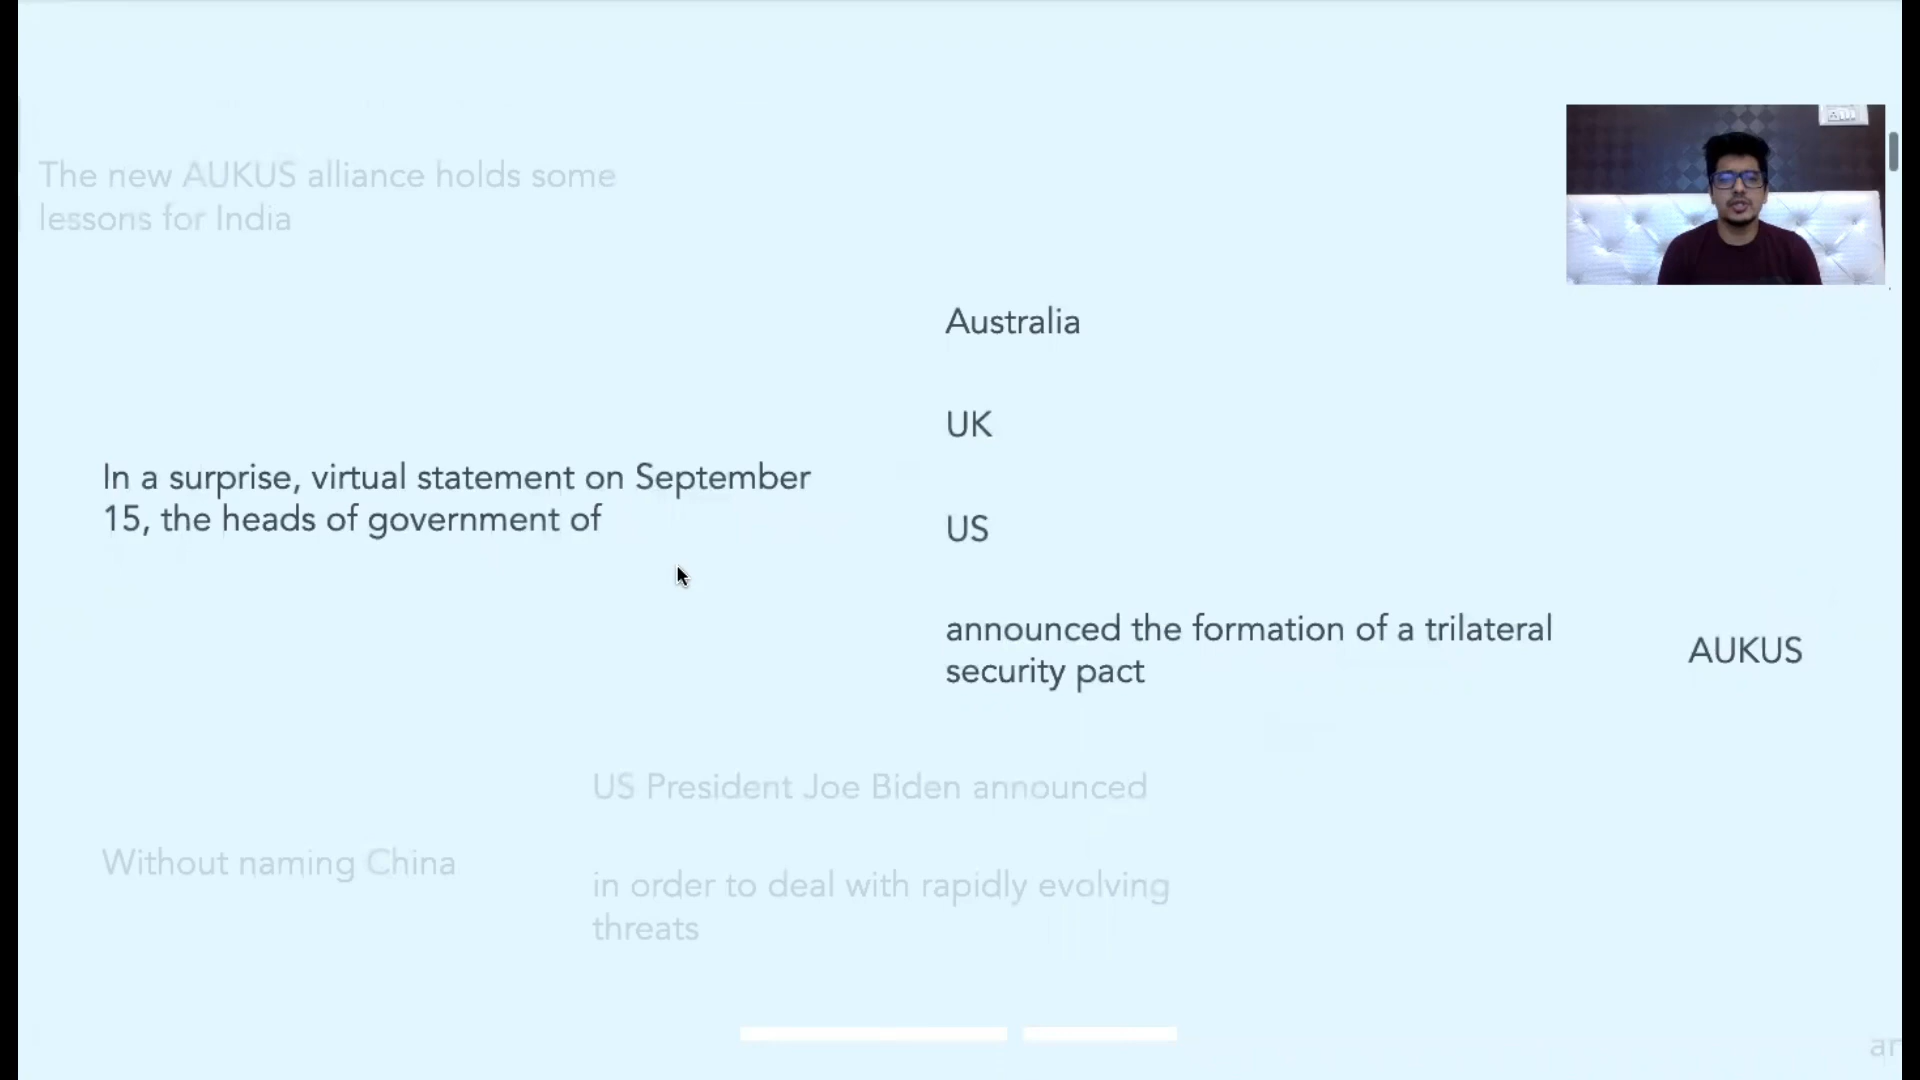 The new AUKUS alliance holds some
lessons for India
Australia
UK
In a surprise, virtual statement on September
15, the heads of government of
US
announced the formation of a trilateral
security pact
AUKUS
US President Joe Biden announced
Without naming China
in order to deal with rapidly evolving
threats